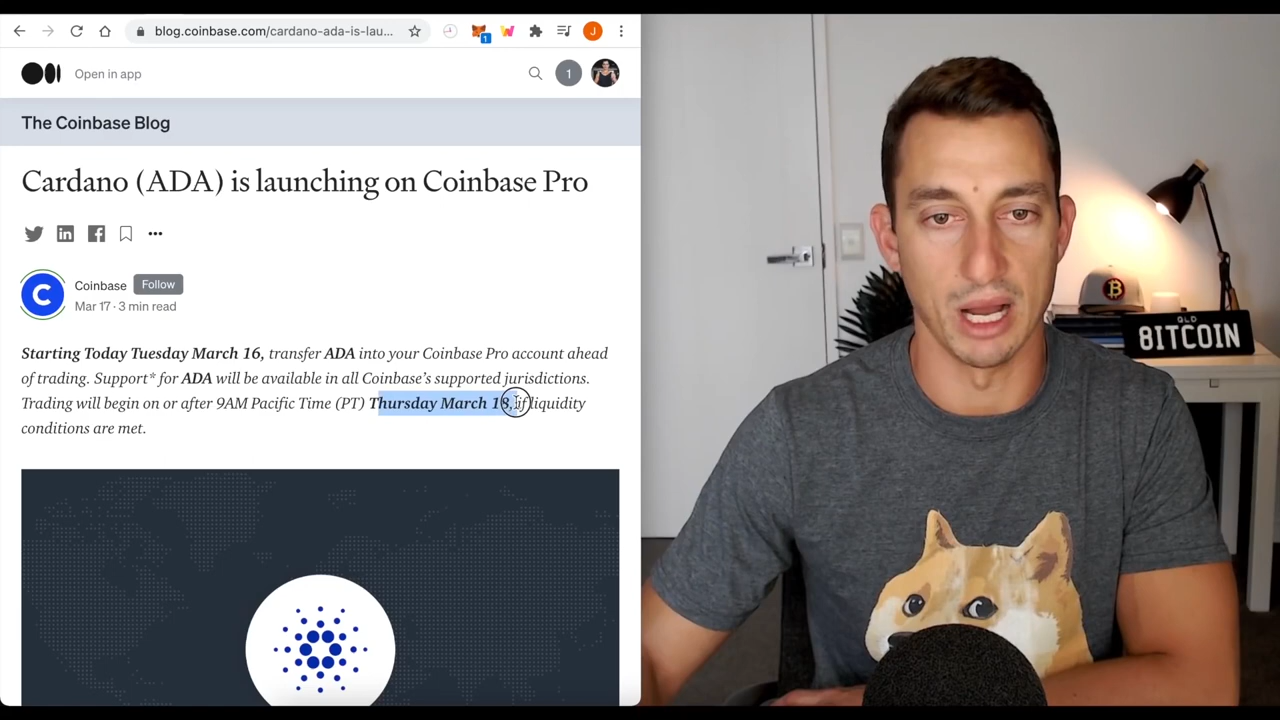 blog.coinbase.com/cardano-ada-is-lau...
1
J
Open in app
1
The Coinbase Blog
Cardano (ADA) is launching on Coinbase Pro
Coinbase
Follow
Mar 17 · 3 min read
Starting Today Tuesday March 16, transfer ADA into your Coinbase Pro account ahead
of trading. Support* for ADA will be available in all Coinbase's supported jurisdictions.
Trading will begin on or after 9AM Pacific Time (PT) Thursday March 18, if liquidity
conditions are met.
QLD
8ITCOIN